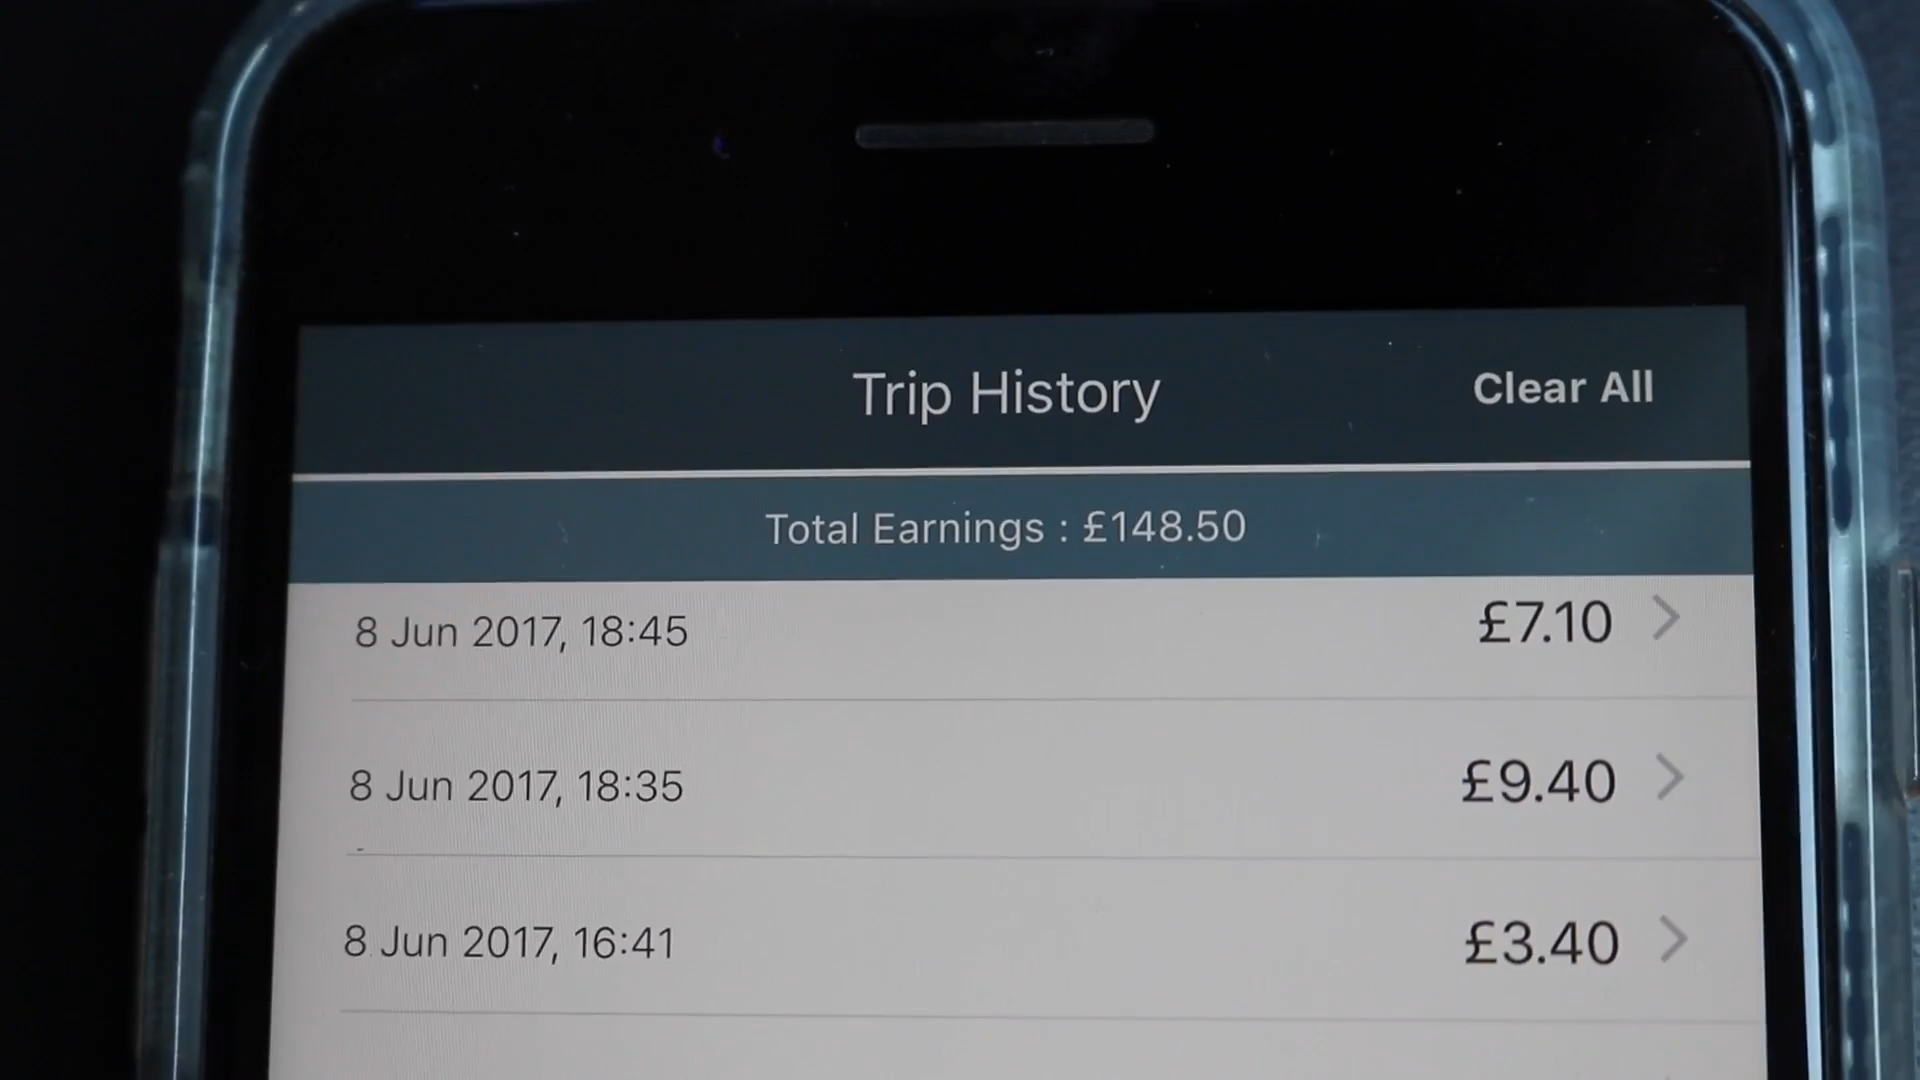 Trip History
Clear All
Total Earnings : £148.50
8 Jun 2017, 18:45 £7.10
8 Jun 2017, 18:35 £9.40
8 Jun 2017, 16:41 £3.40